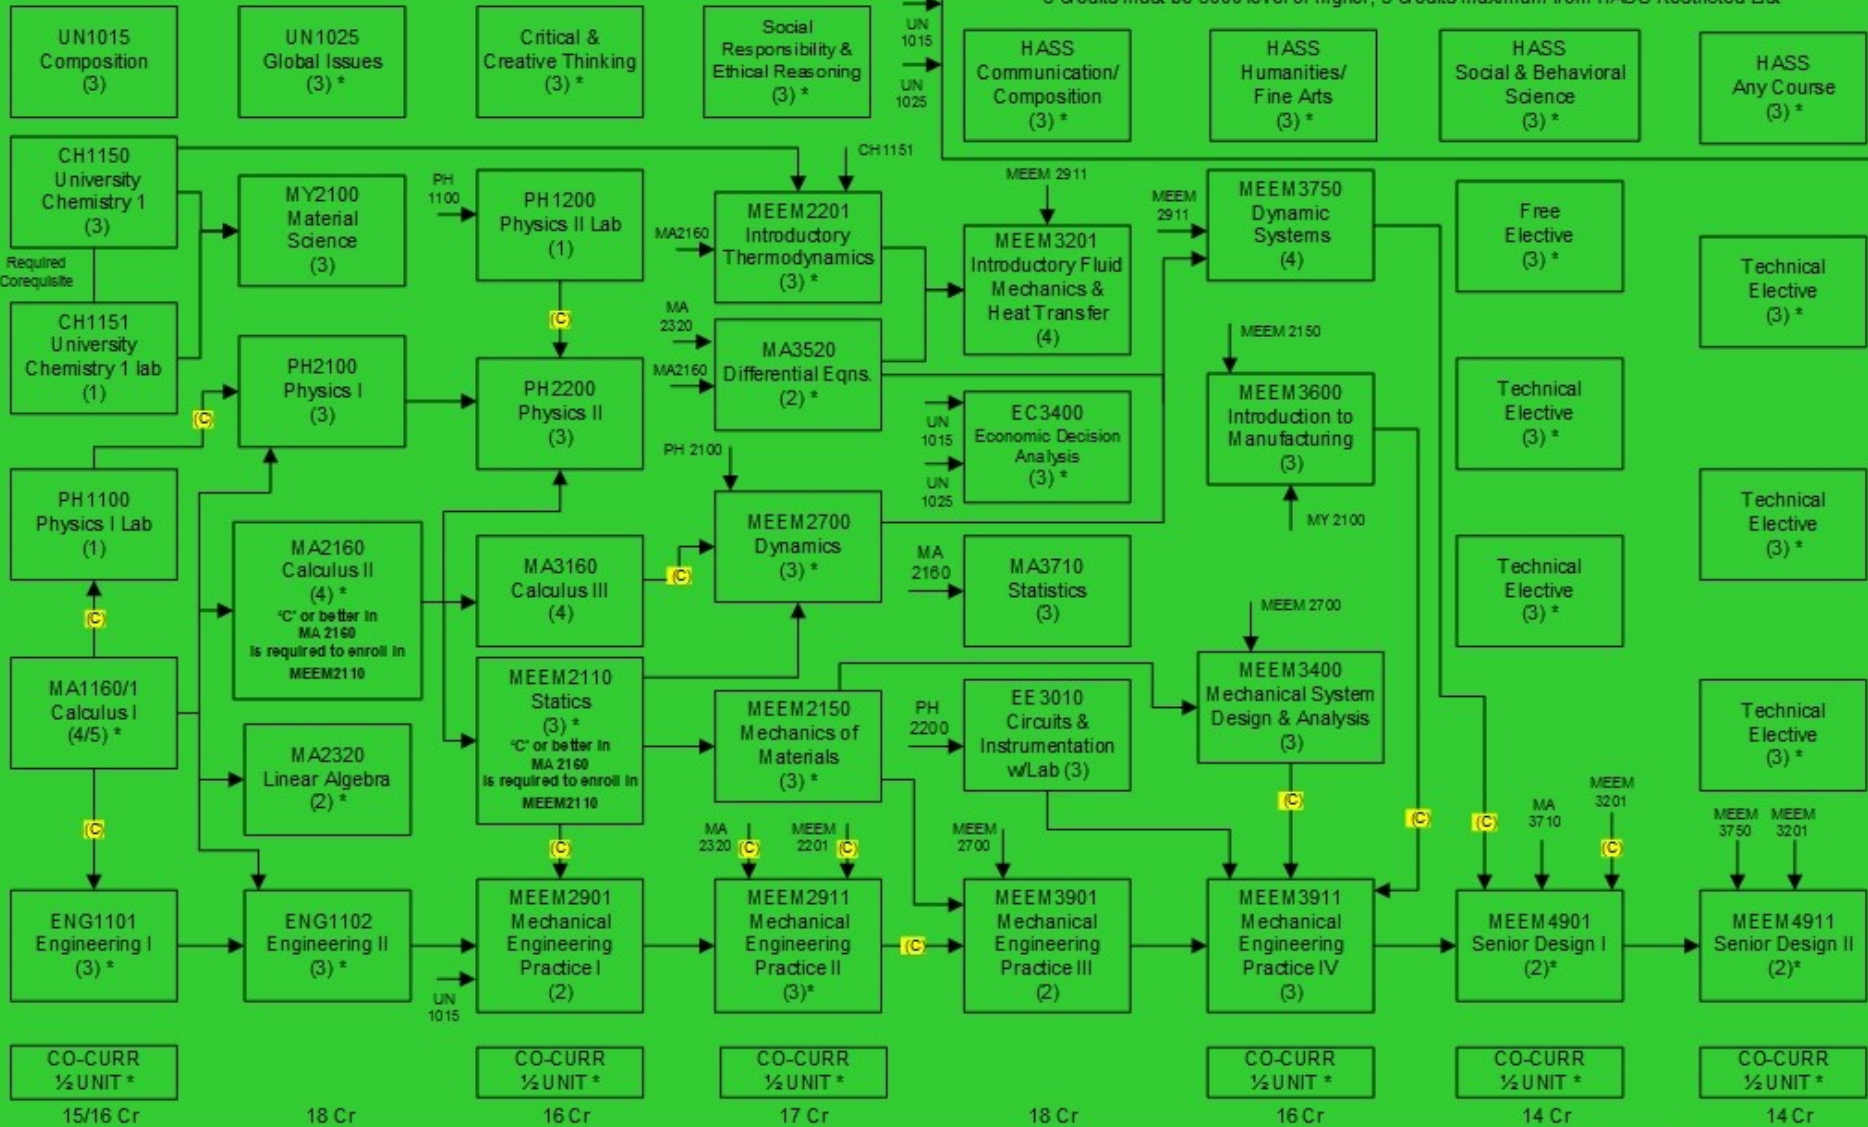 UN1015
Composition
(3)
UN1025
Global Issues
(3) *
Critical &
Creative Thinking
(3) *
Social
Responsibility &
Ethical Reasoning
(3) *
UN
1015
UN
1025
HASS
Communication/
Composition
(3) *
HASS
Humanities/
Fine Arts
(3) *
HASS
Social & Behavioral
Science
(3) *
HASS
Any Course
(3) *
CH1150
University
Chemistry 1
(3)
Required
Corequisite
CH1151
University
Chemistry 1 lab
(1)
(C)
PH1100
Physics I Lab
(1)
(C)
MA1160/1
Calculus I
(4/5) *
(C)
ENG1101
Engineering I
(3) *
CO-CURR
½ UNIT *
15/16 Cr
MY2100
Material
Science
(3)
PH2100
Physics I
(3)
MA2160
Calculus II
(4) *
"C" or better in
MA 2160
is required to enroll in
MEEM2110
MA2320
Linear Algebra
(2) *
ENG1102
Engineering II
(3) *
18 Cr
PH
1100
PH1200
Physics II Lab
(1)
(C)
PH2200
Physics II
(3)
MA3160
Calculus III
(4)
(C)
MEEM2110
Statics
(3) *
"C" or better in
MA 2160
is required to enroll in
MEEM2110
(C)
MEEM2901
Mechanical
Engineering
Practice I
(2)
UN
1015
CO-CURR
½ UNIT *
16 Cr
CH1151
MA2160
MEEM2201
Introductory
Thermodynamics
(3) *
MA
2320
MA2160
MA3520
Differential Eqns.
(2) *
PH 2100
MEEM2700
Dynamics
(3) *
MEEM2150
Mechanics of
Materials
(3) *
MA
2320
(C)
MEEM
2201
(C)
MEEM2911
Mechanical
Engineering
Practice II
(3)*
(C)
CO-CURR
½ UNIT *
17 Cr
MEEM 2911
MEEM3201
Introductory Fluid
Mechanics &
Heat Transfer
(4)
UN
1015
UN
1025
EC3400
Economic Decision
Analysis
(3) *
MA
2160
MA3710
Statistics
(3)
PH
2200
EE3010
Circuits &
Instrumentation
w/Lab (3)
MEEM
2700
MEEM3901
Mechanical
Engineering
Practice III
(2)
18 Cr
MEEM
2911
MEEM3750
Dynamic
Systems
(4)
MEEM 2150
MEEM3600
Introduction to
Manufacturing
(3)
MY 2100
MEEM 2700
MEEM3400
Mechanical System
Design & Analysis
(3)
(C)
(C)
MEEM3911
Mechanical
Engineering
Practice IV
(3)
CO-CURR
½ UNIT *
16 Cr
Free
Elective
(3) *
Technical
Elective
(3) *
Technical
Elective
(3) *
(C)
MA
3710
MEEM
3201
(C)
MEEM4901
Senior Design I
(2)*
CO-CURR
½ UNIT *
14 Cr
Technical
Elective
(3) *
Technical
Elective
(3) *
Technical
Elective
(3) *
MEEM
3750
MEEM
3201
MEEM4911
Senior Design II
(2)*
CO-CURR
½ UNIT *
14 Cr